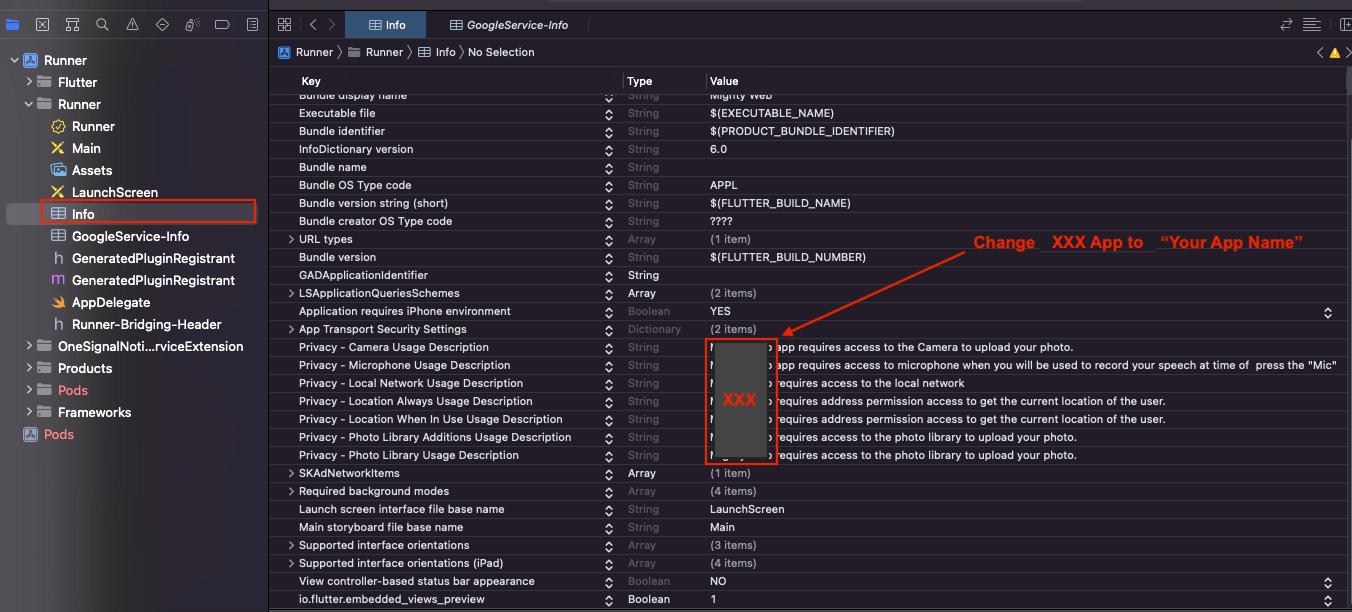 Info
GoogleService-Info
Runner
Flutter
Runner
Runner
Main
Assets
LaunchScreen
Info
GoogleService-Info
GeneratedPluginRegistrant
GeneratedPluginRegistrant
AppDelegate
Runner-Bridging-Header
OneSignalNoti...rviceExtension
Products
Pods
Frameworks
Pods
Runner Runner Info No Selection
Key Type Value
Bundle display name String Mighty Web
Executable file String $(EXECUTABLE_NAME)
Bundle identifier String $(PRODUCT_BUNDLE_IDENTIFIER)
InfoDictionary version String 6.0
Bundle name String
Bundle OS Type code String APPL
Bundle version string (short) String $(FLUTTER_BUILD_NAME)
Bundle creator OS Type code String ????
URL types Array (1 item)
Change XXX App to “Your App Name”
Bundle version String $(FLUTTER_BUILD_NUMBER)
GADApplicationIdentifier String
LSApplicationQueriesSchemes Array (2 items)
Application requires iPhone environment Boolean YES
App Transport Security Settings Dictionary (2 items)
Privacy - Camera Usage Description String app requires access to the Camera to upload your photo.
Privacy - Microphone Usage Description String app requires access to microphone when you will be used to record your speech at time of press the "Mic"
Privacy - Local Network Usage Description String requires access to the local network
Privacy - Location Always Usage Description String XXX requires address permission access to get the current location of the user.
Privacy - Location When In Use Usage Description String requires address permission access to get the current location of the user.
Privacy - Photo Library Additions Usage Description String requires access to the photo library to upload your photo.
Privacy - Photo Library Usage Description String requires access to the photo library to upload your photo.
SKAdNetworkItems Array (1 item)
Required background modes Array (4 items)
Launch screen interface file base name String LaunchScreen
Main storyboard file base name String Main
Supported interface orientations Array (3 items)
Supported interface orientations (iPad) Array (4 items)
View controller-based status bar appearance Boolean NO
io.flutter.embedded_views_preview Boolean 1